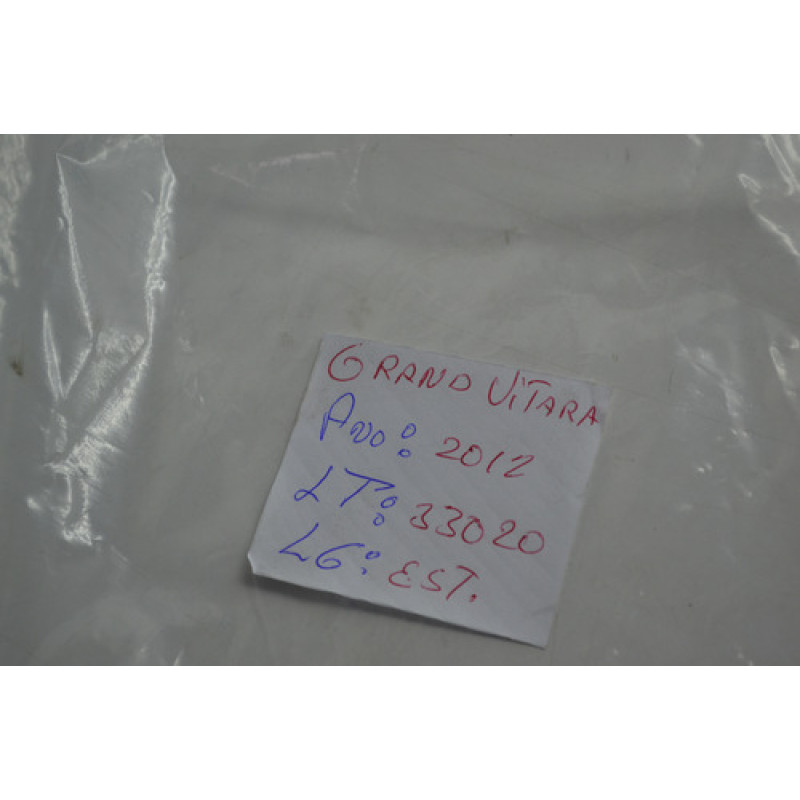 GRAND ViTARA
ANO: 2012
LT: 33020
LG: EST.